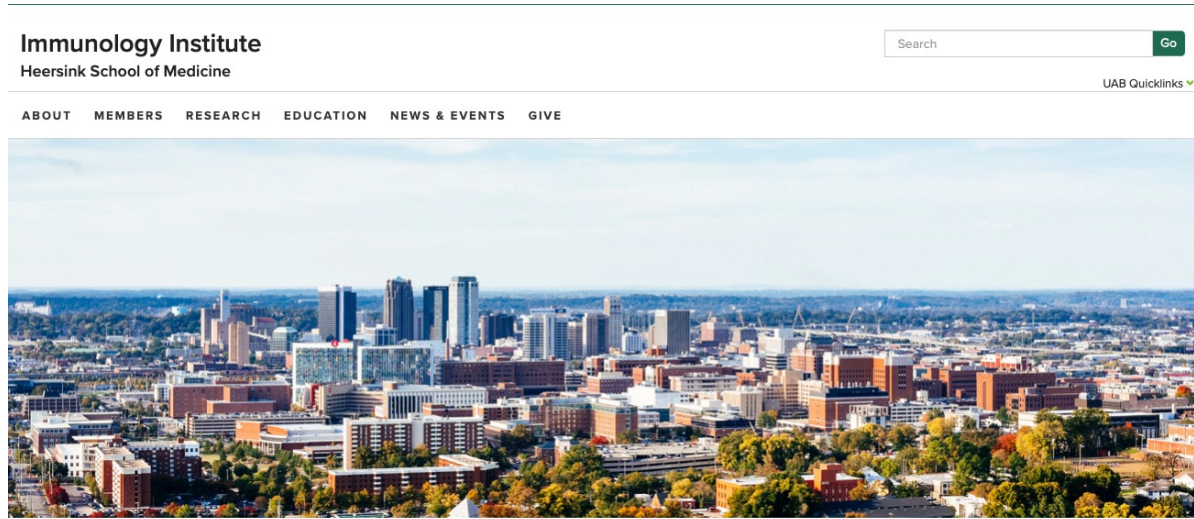 Immunology Institute
Heersink School of Medicine
Search
Go
UAB Quicklinks
ABOUT MEMBERS RESEARCH EDUCATION NEWS & EVENTS GIVE